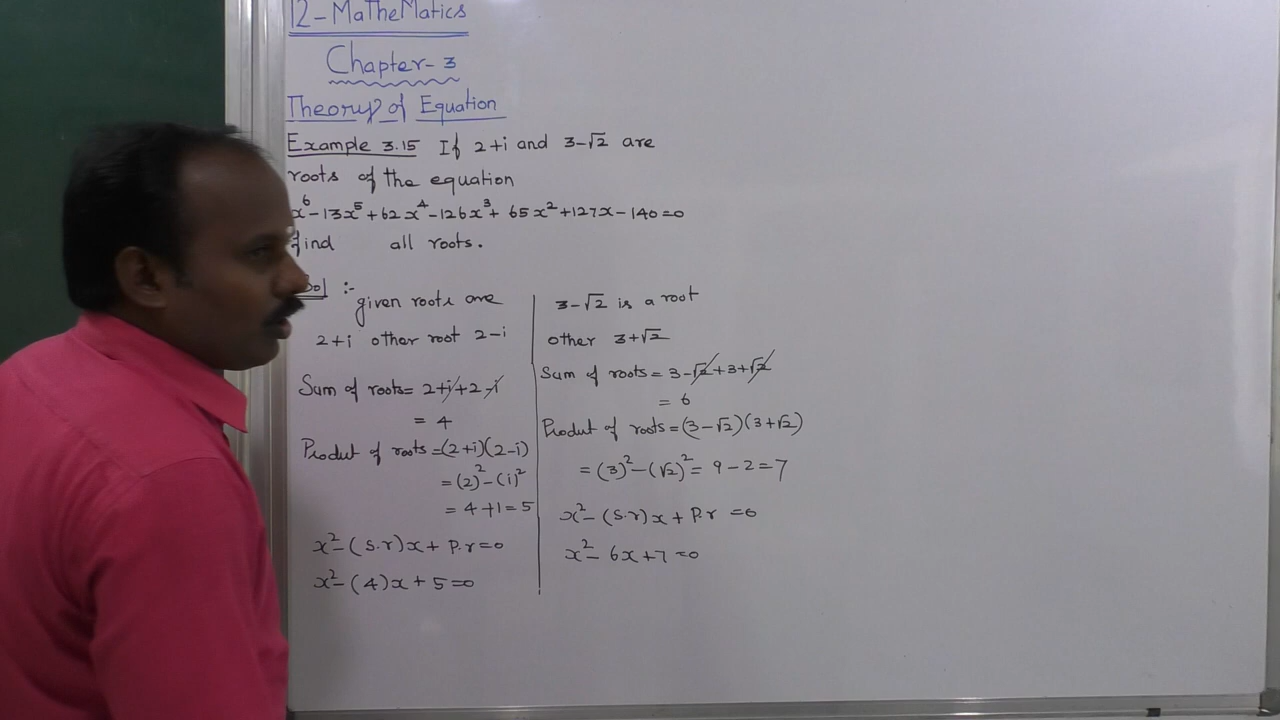 12-MaTheMatics
Chapter-3
Theory of Equation
Example 3.15 If 2+i and 3-√2 are
roots of the equation
x⁶-13x⁵+62x⁴-126x³+65x²+127x-140=0
find all roots.
Sol :-
given roots are
2+i other root 2-i
Sum of roots=2+i+2-i
= 4
Produt of roots=(2+i)(2-i)
=(2)²-(i)²
= 4+1=5
x²-(s.r)x+P.r=0
x²-(4)x+5=0
3-√2 is a root
other 3+√2
Sum of roots=3-√2+3+√2
= 6
Produt of roots=(3-√2)(3+√2)
=(3)²-(√2)²= 9-2=7
x²-(s.r)x+P.r=0
x²-6x+7=0